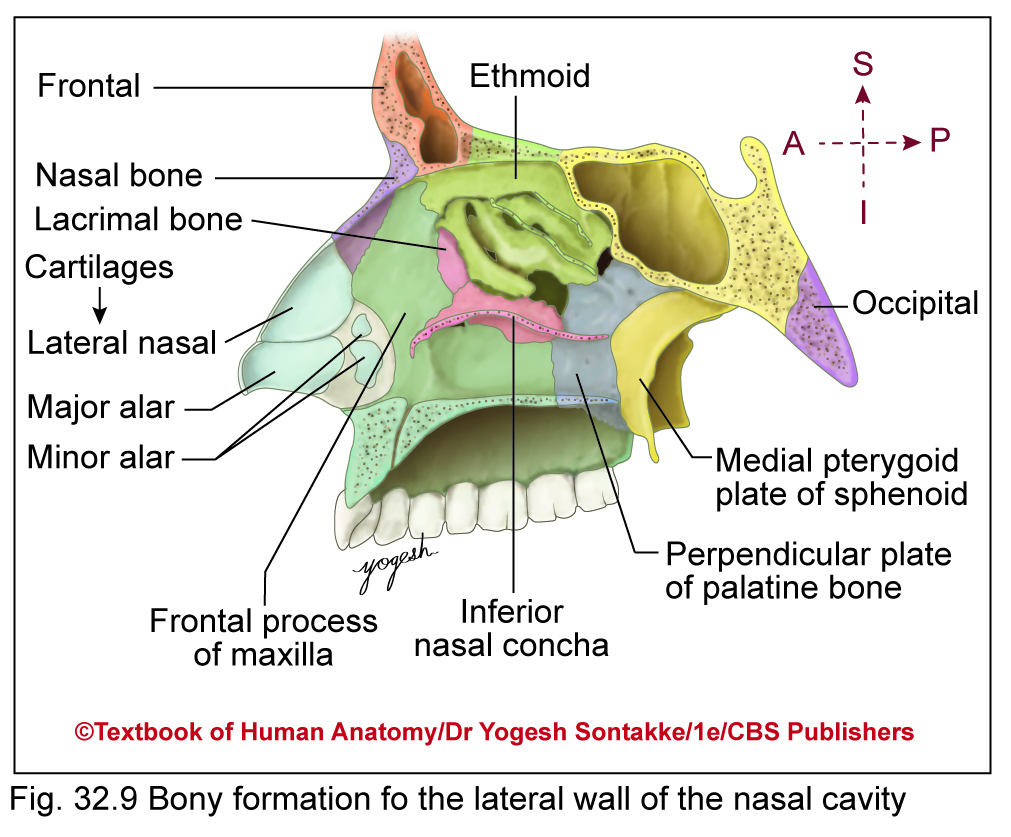 Frontal
Ethmoid
S
A
P
I
Nasal bone
Lacrimal bone
Cartilages
Lateral nasal
Occipital
Major alar
Minor alar
Medial pterygoid
plate of sphenoid
yogesh
Perpendicular plate
of palatine bone
Frontal process
of maxilla
Inferior
nasal concha
©Textbook of Human Anatomy/Dr Yogesh Sontakke/1e/CBS Publishers
Fig. 32.9 Bony formation fo the lateral wall of the nasal cavity